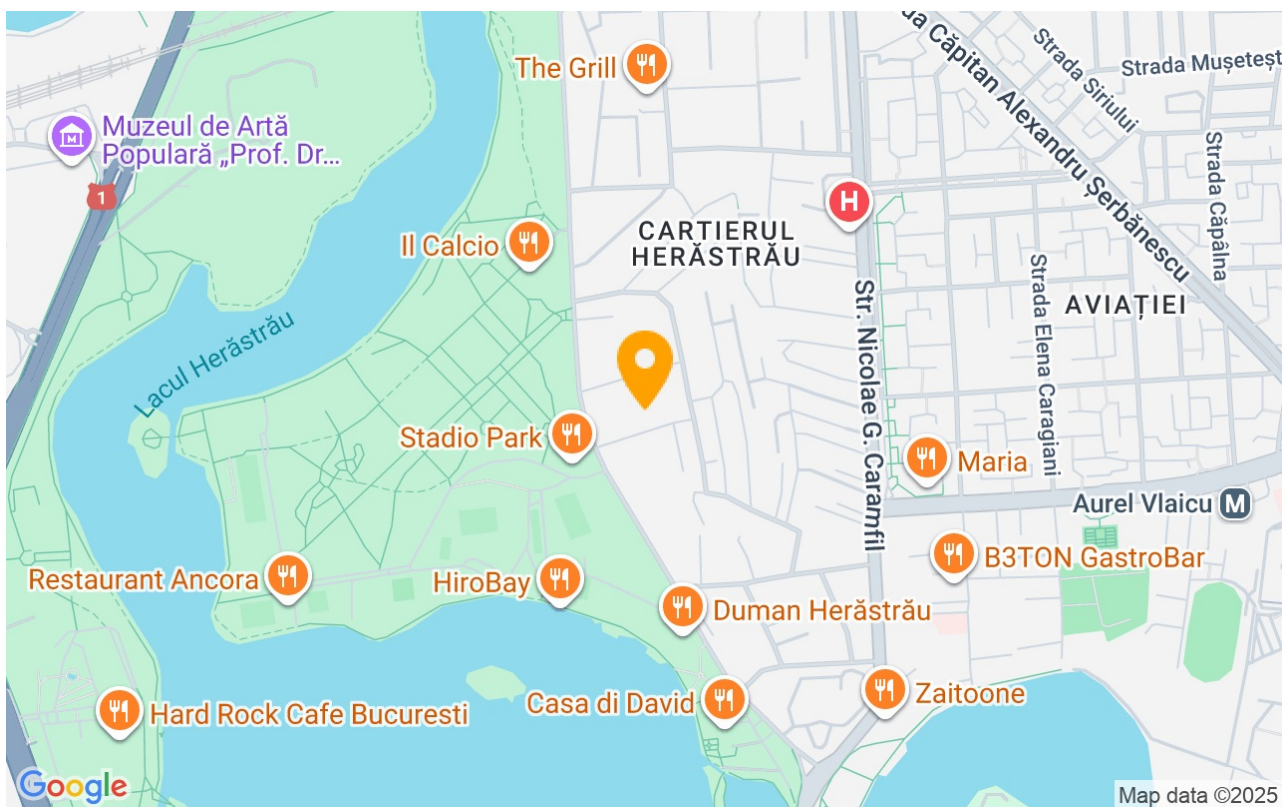 The Grill
Muzeul de Artă
Populară „Prof. Dr...
1
Il Calcio
H
CARTIERUL
HERĂSTRĂU
da Căpitan Alexandru Șerbănescu
Strada Siriului
Strada Mușetești
Strada Căpâlna
AVIAȚIEI
Strada Elena Caragiani
Str. Nicolae G. Caramfil
Lacul Herăstrău
Stadio Park
Maria
Aurel Vlaicu M
B3TON GastroBar
Restaurant Ancora
HiroBay
Duman Herăstrău
Casa di David
Zaitoone
Hard Rock Cafe Bucuresti
Google
Map data ©2025